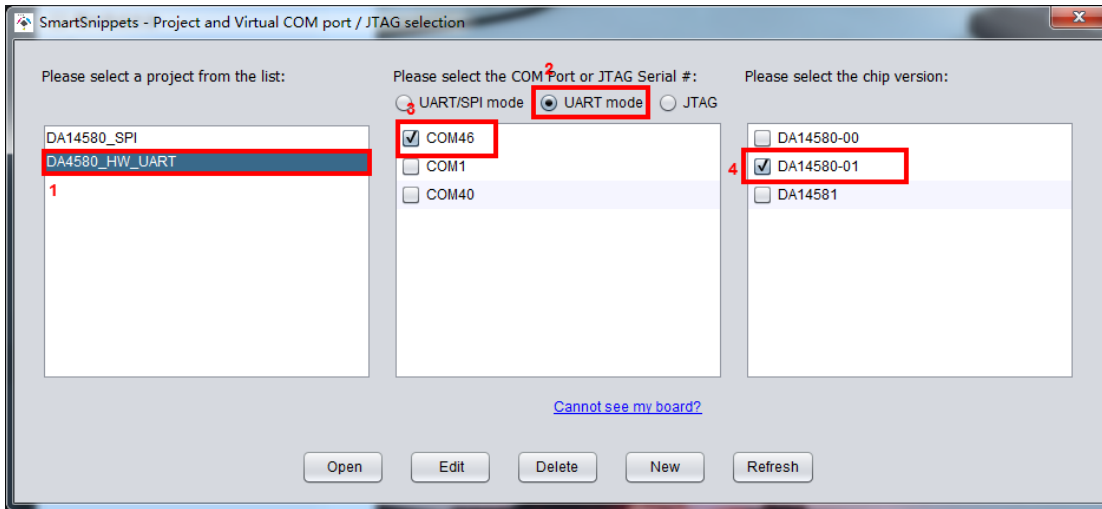 SmartSnippets - Project and Virtual COM port / JTAG selection
x
Please select a project from the list:
DA14580_SPI
DA4580_HW_UART
1
Please select the COM Port or JTAG Serial #:
2
3
UART/SPI mode UART mode JTAG
COM46
COM1
COM40
Please select the chip version:
DA14580-00
4
DA14580-01
DA14581
Cannot see my board?
Open Edit Delete New Refresh